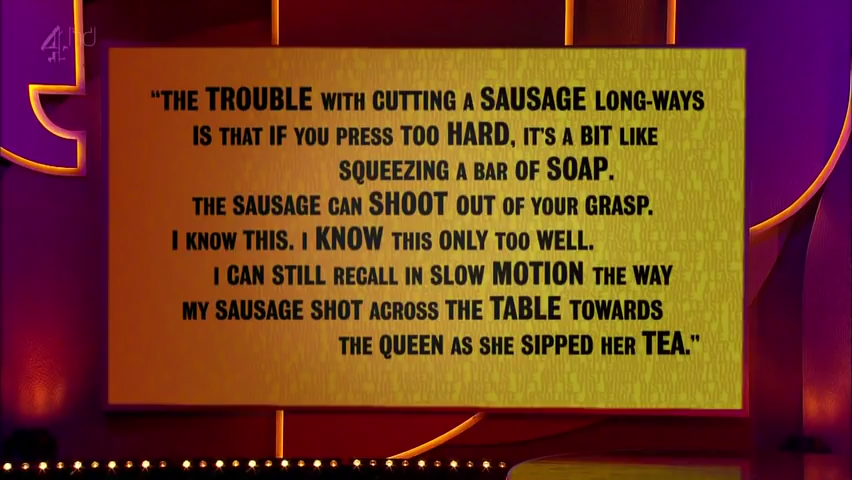 4hd
“THE TROUBLE WITH CUTTING A SAUSAGE LONG-WAYS
IS THAT IF YOU PRESS TOO HARD, IT’S A BIT LIKE
SQUEEZING A BAR OF SOAP.
THE SAUSAGE CAN SHOOT OUT OF YOUR GRASP.
I KNOW THIS. I KNOW THIS ONLY TOO WELL.
I CAN STILL RECALL IN SLOW MOTION THE WAY
MY SAUSAGE SHOT ACROSS THE TABLE TOWARDS
THE QUEEN AS SHE SIPPED HER TEA.”